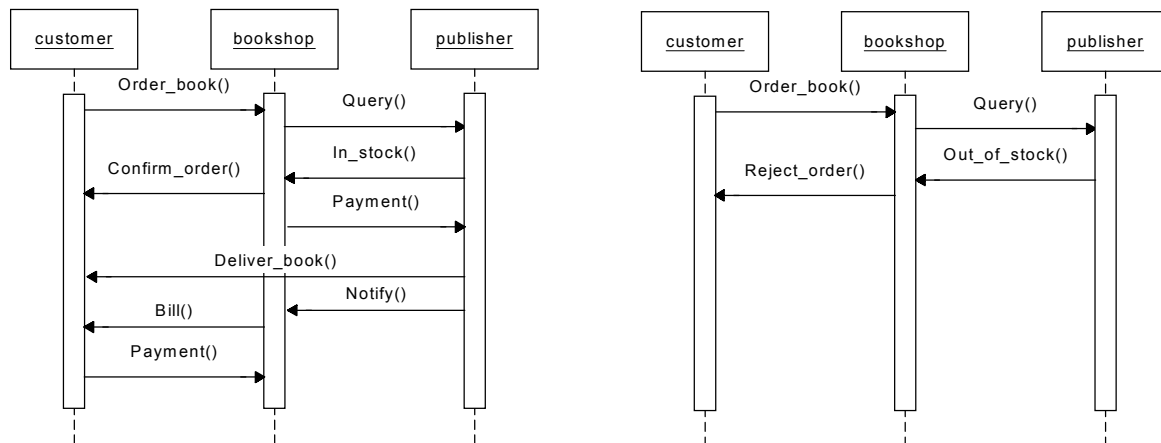 customer
bookshop
publisher
Order_book()
Query()
In_stock()
Confirm_order()
Payment()
Deliver_book()
Notify()
Bill()
Payment()
customer
bookshop
publisher
Order_book()
Query()
Out_of_stock()
Reject_order()